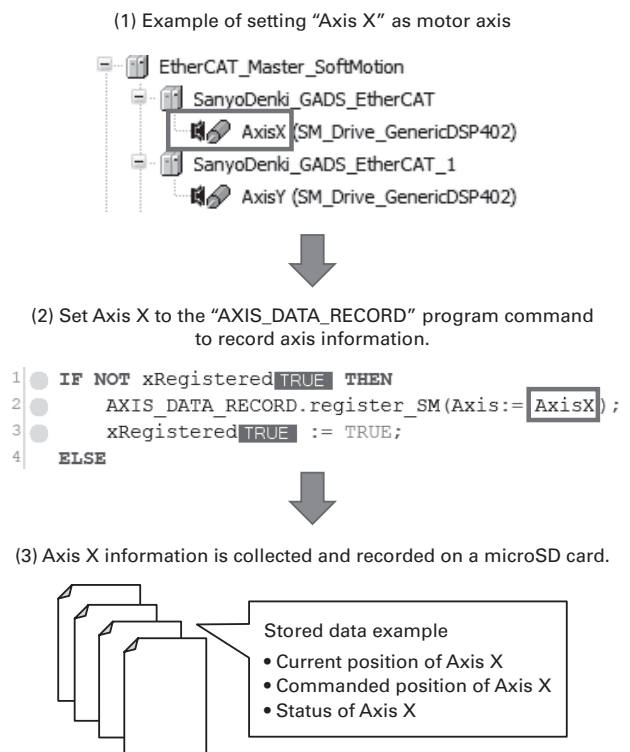 (1) Example of setting “Axis X” as motor axis
EtherCAT_Master_SoftMotion
SanyoDenki_GADS_EtherCAT
AxisX (SM_Drive_GenericDSP402)
SanyoDenki_GADS_EtherCAT_1
AxisY (SM_Drive_GenericDSP402)
(2) Set Axis X to the “AXIS_DATA_RECORD” program command
to record axis information.
1 IF NOT xRegistered TRUE THEN
2 AXIS_DATA_RECORD.register_SM(Axis:= AxisX);
3 xRegistered TRUE := TRUE;
4 ELSE
(3) Axis X information is collected and recorded on a microSD card.
Stored data example
• Current position of Axis X
• Commanded position of Axis X
• Status of Axis X